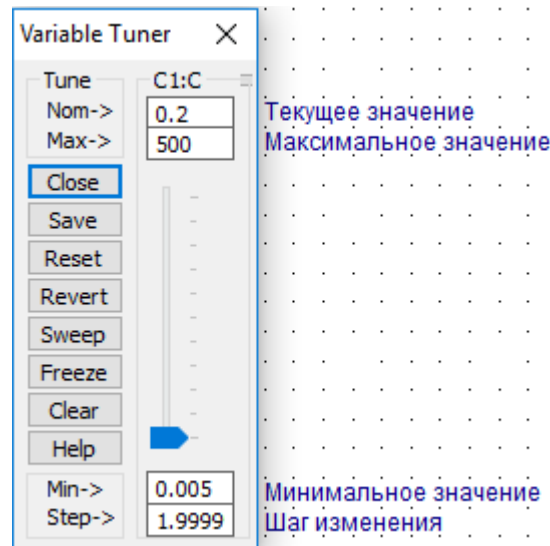 Variable Tuner
Tune C1:C
Nom-> 0.2 Текущее значение
Max-> 500 Максимальное значение
Close
Save
Reset
Revert
Sweep
Freeze
Clear
Help
Min-> 0.005 Минимальное значение
Step-> 1.9999 Шаг изменения